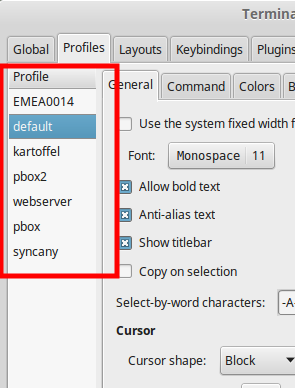 Termina
Global Profiles Layouts Keybindings Plugins
Profile
EMEA0014
default
kartoffel
pbox2
webserver
pbox
syncany
General Command Colors B
Use the system fixed width f
Font: Monospace 11
Allow bold text
Anti-alias text
Show titlebar
Copy on selection
Select-by-word characters: -A
Cursor
Cursor shape: Block